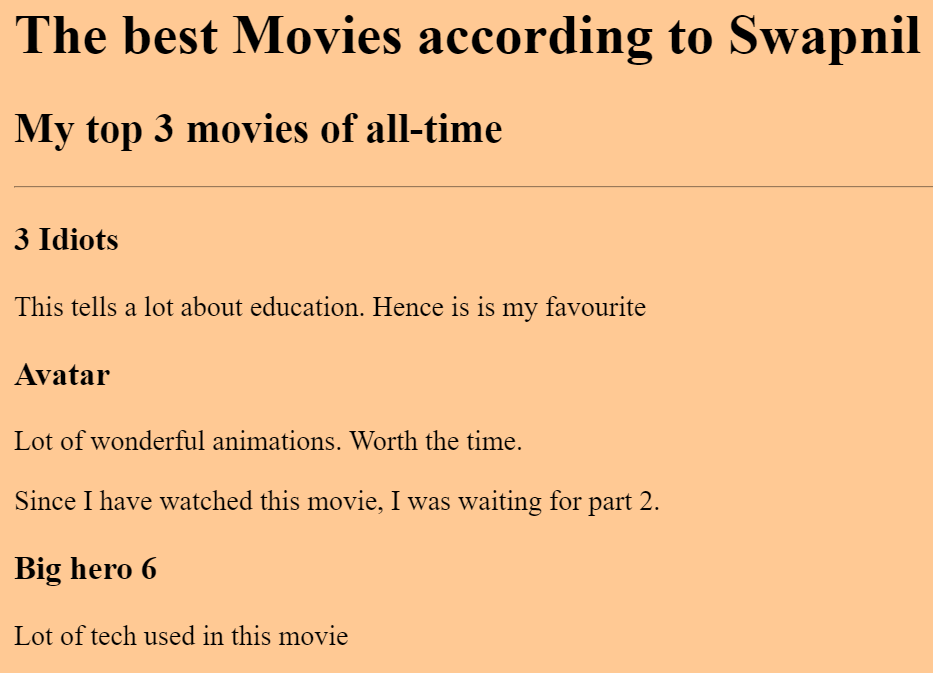 The best Movies according to Swapnil
My top 3 movies of all-time
3 Idiots
This tells a lot about education. Hence is is my favourite
Avatar
Lot of wonderful animations. Worth the time.
Since I have watched this movie, I was waiting for part 2.
Big hero 6
Lot of tech used in this movie